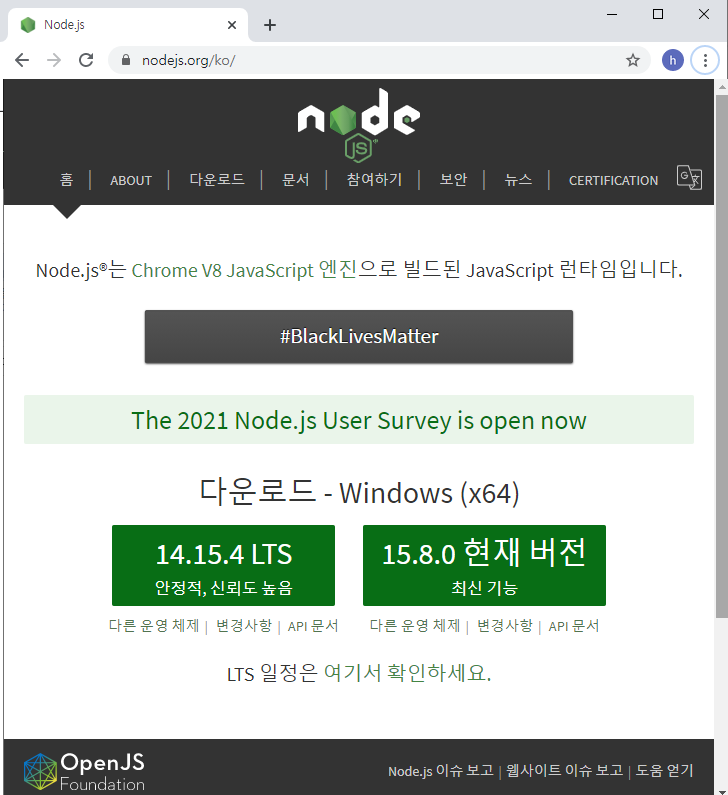 Node.js
nodejs.org/ko/
h
node
JS
홈 | ABOUT | 다운로드 | 문서 | 참여하기 | 보안 | 뉴스 | CERTIFICATION
Node.js®는 Chrome V8 JavaScript 엔진으로 빌드된 JavaScript 런타임입니다.
#BlackLivesMatter
The 2021 Node.js User Survey is open now
다운로드 - Windows (x64)
14.15.4 LTS
안정적, 신뢰도 높음
다른 운영 체제 | 변경사항 | API 문서
15.8.0 현재 버전
최신 기능
다른 운영 체제 | 변경사항 | API 문서
LTS 일정은 여기서 확인하세요.
OpenJS
Foundation
Node.js 이슈 보고 | 웹사이트 이슈 보고 | 도움 얻기